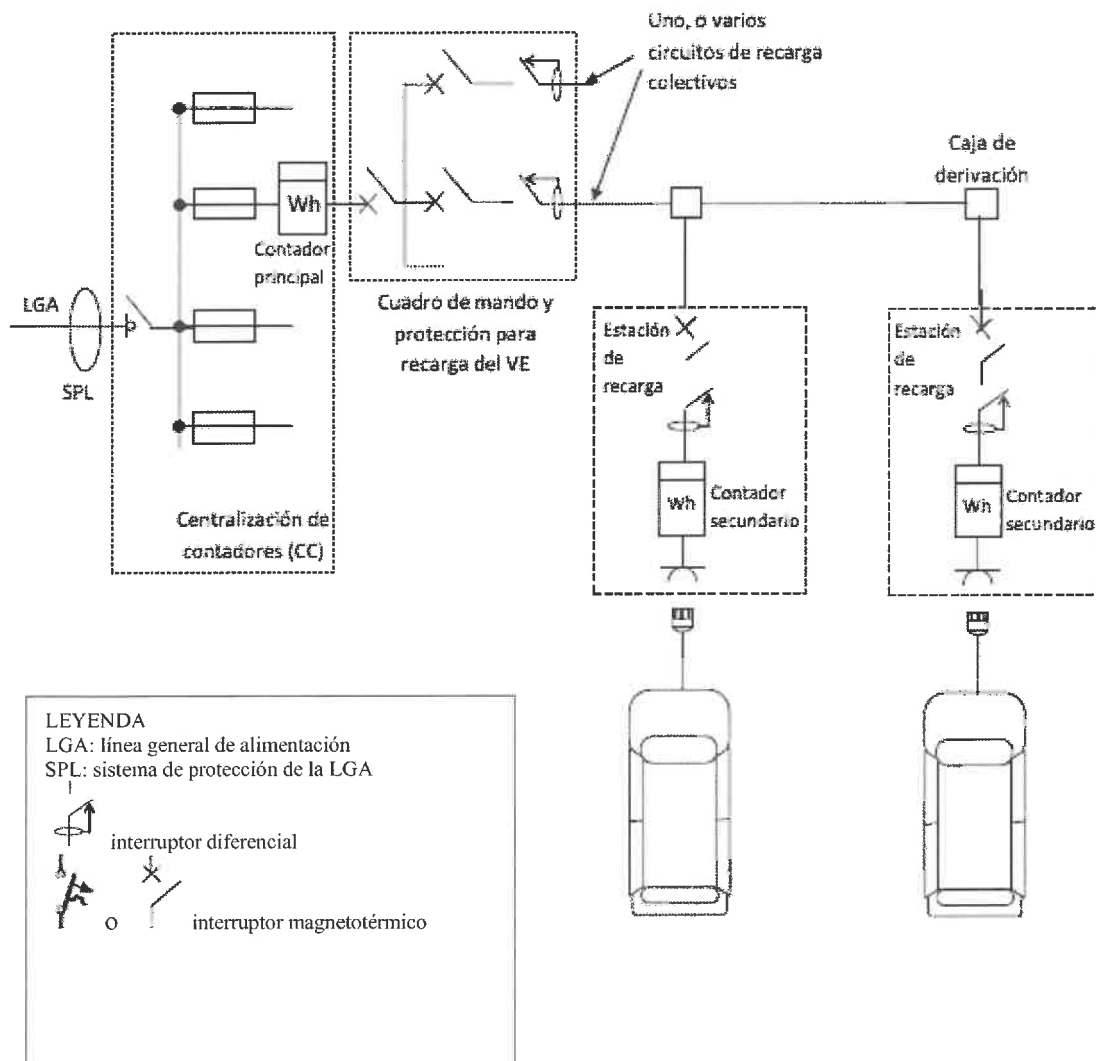 Uno, o varios
circuitos de recarga
colectivos
Caja de
derivación
Wh
Contador
principal
LGA
SPL
Cuadro de mando y
protección para
recarga del VE
Centralización de
contadores (CC)
Estación
de
recarga
Wh
Contador
secundario
Estación
de
recarga
Wh
Contador
secundario
LEYENDA
LGA: línea general de alimentación
SPL: sistema de protección de la LGA
interruptor diferencial
O
interruptor magnetotérmico